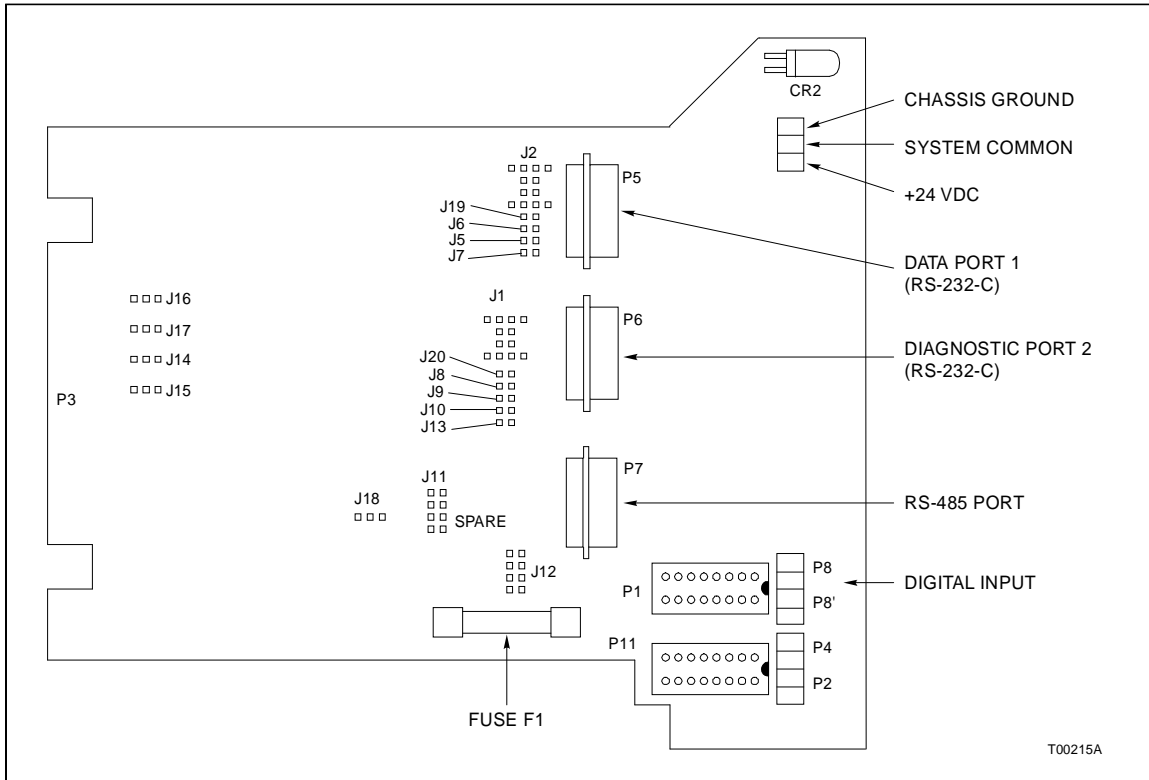 CR2
CHASSIS GROUND
SYSTEM COMMON
+24 VDC
J2
P5
J19
J6
J5
J7
DATA PORT 1
(RS-232-C)
J16
J17
J14
J15
P3
J1
P6
J20
J8
J9
J10
J13
DIAGNOSTIC PORT 2
(RS-232-C)
J18
J11
SPARE
P7
RS-485 PORT
J12
P1
P8
P8'
DIGITAL INPUT
P11
P4
P2
FUSE F1
T00215A